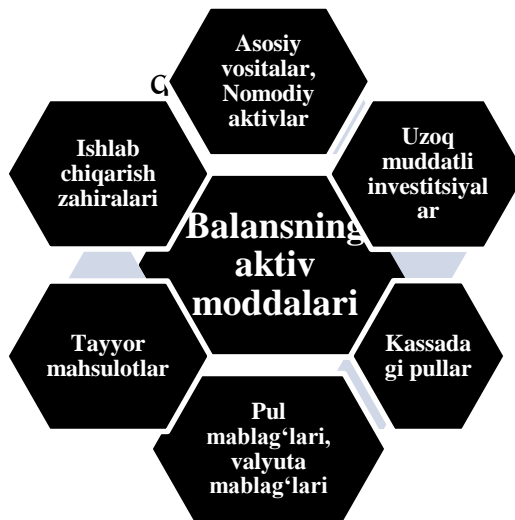 Asosiy
vositalar,
Nomodiy
aktivlar
Uzoq
muddatli
investitsiyal
ar
Kassada
gi pullar
Pul
mablag‘lari,
valyuta
mablag‘lari
Tayyor
mahsulotlar
Ishlab
chiqarish
zahiralari
Balansning
aktiv
moddalari